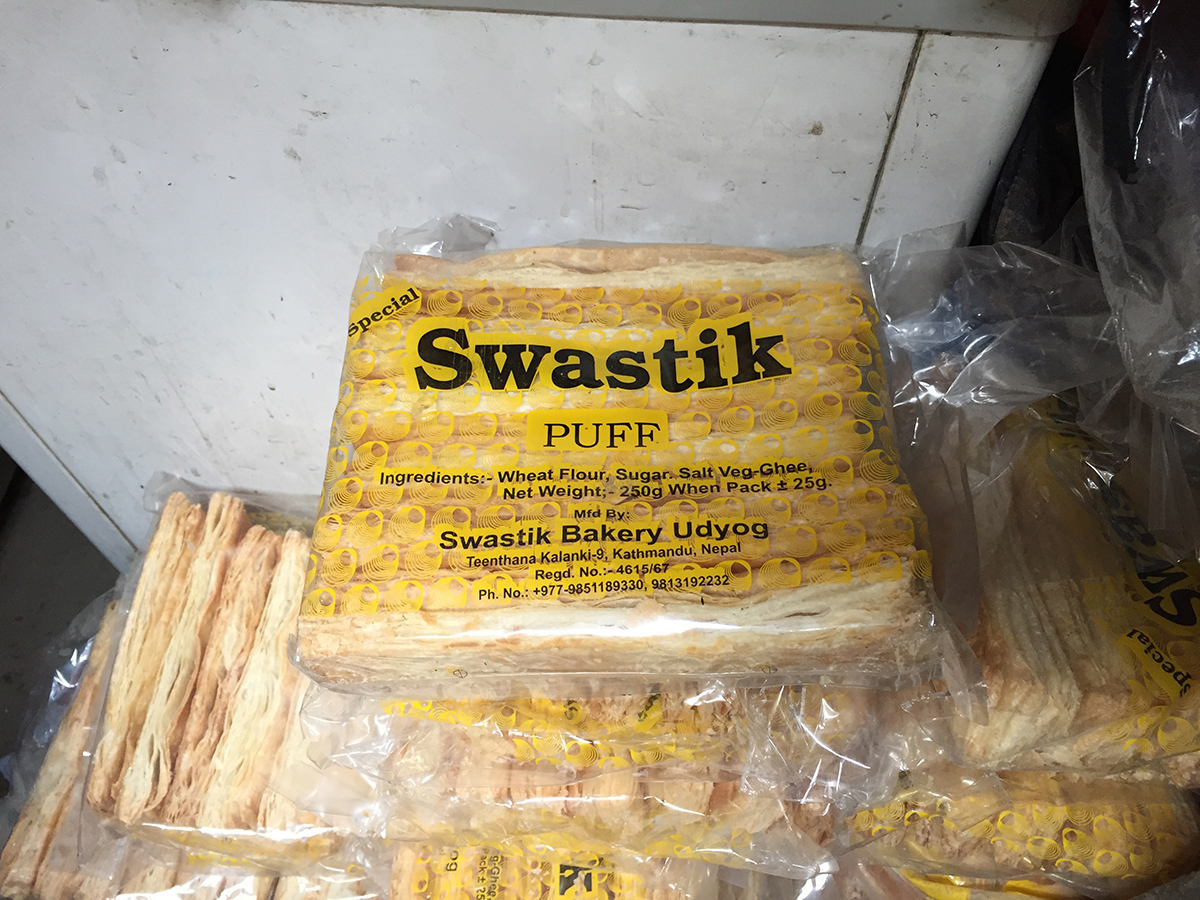 Special
Swastik
PUFF
Ingredients:- Wheat Flour, Sugar. Salt Veg-Ghee,
Net Weight;- 250g When Pack ± 25g.
Mfd By:
Swastik Bakery Udyog
Teenthana Kalanki-9, Kathmandu, Nepal
Regd. No.:- 4615/67
Ph. No.: +977-9851189330, 9813192232
Special